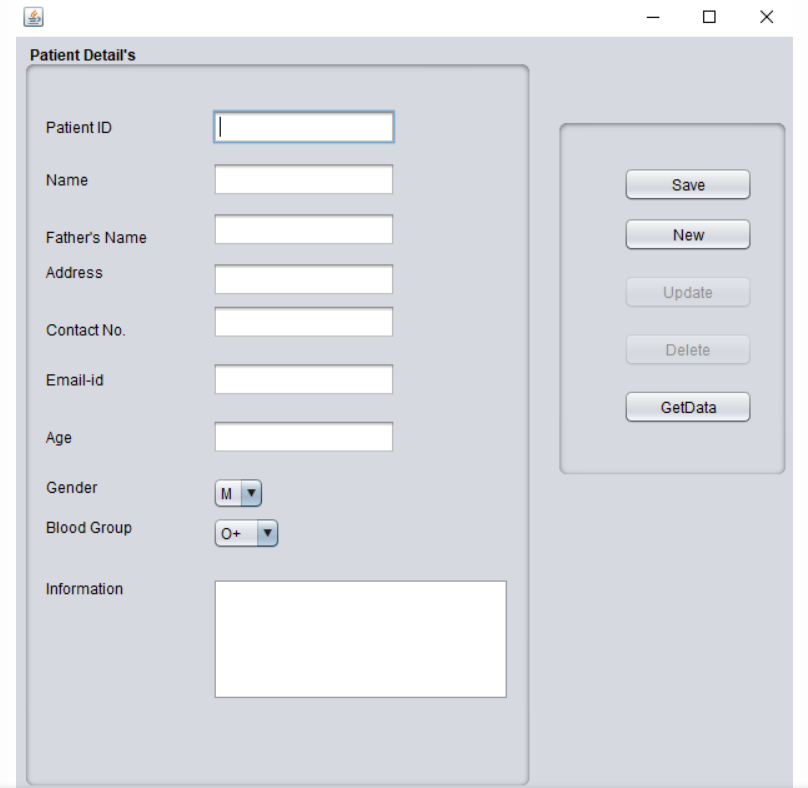 Patient Detail's
Patient ID
Name
Father's Name
Address
Contact No.
Email-id
Age
Gender
M
Blood Group
O+
Information
Save
New
Update
Delete
GetData